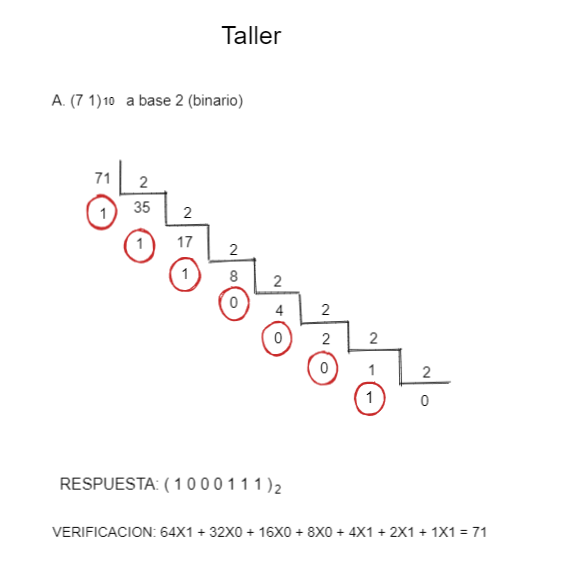 Taller
A. (7 1)10 a base 2 (binario)
71 2
1 35 2
1 17 2
1 8 2
0 4 2
0 2 2
0 1 2
1 0
RESPUESTA: ( 1 0 0 0 1 1 1 )2
VERIFICACION: 64X1 + 32X0 + 16X0 + 8X0 + 4X1 + 2X1 + 1X1 = 71